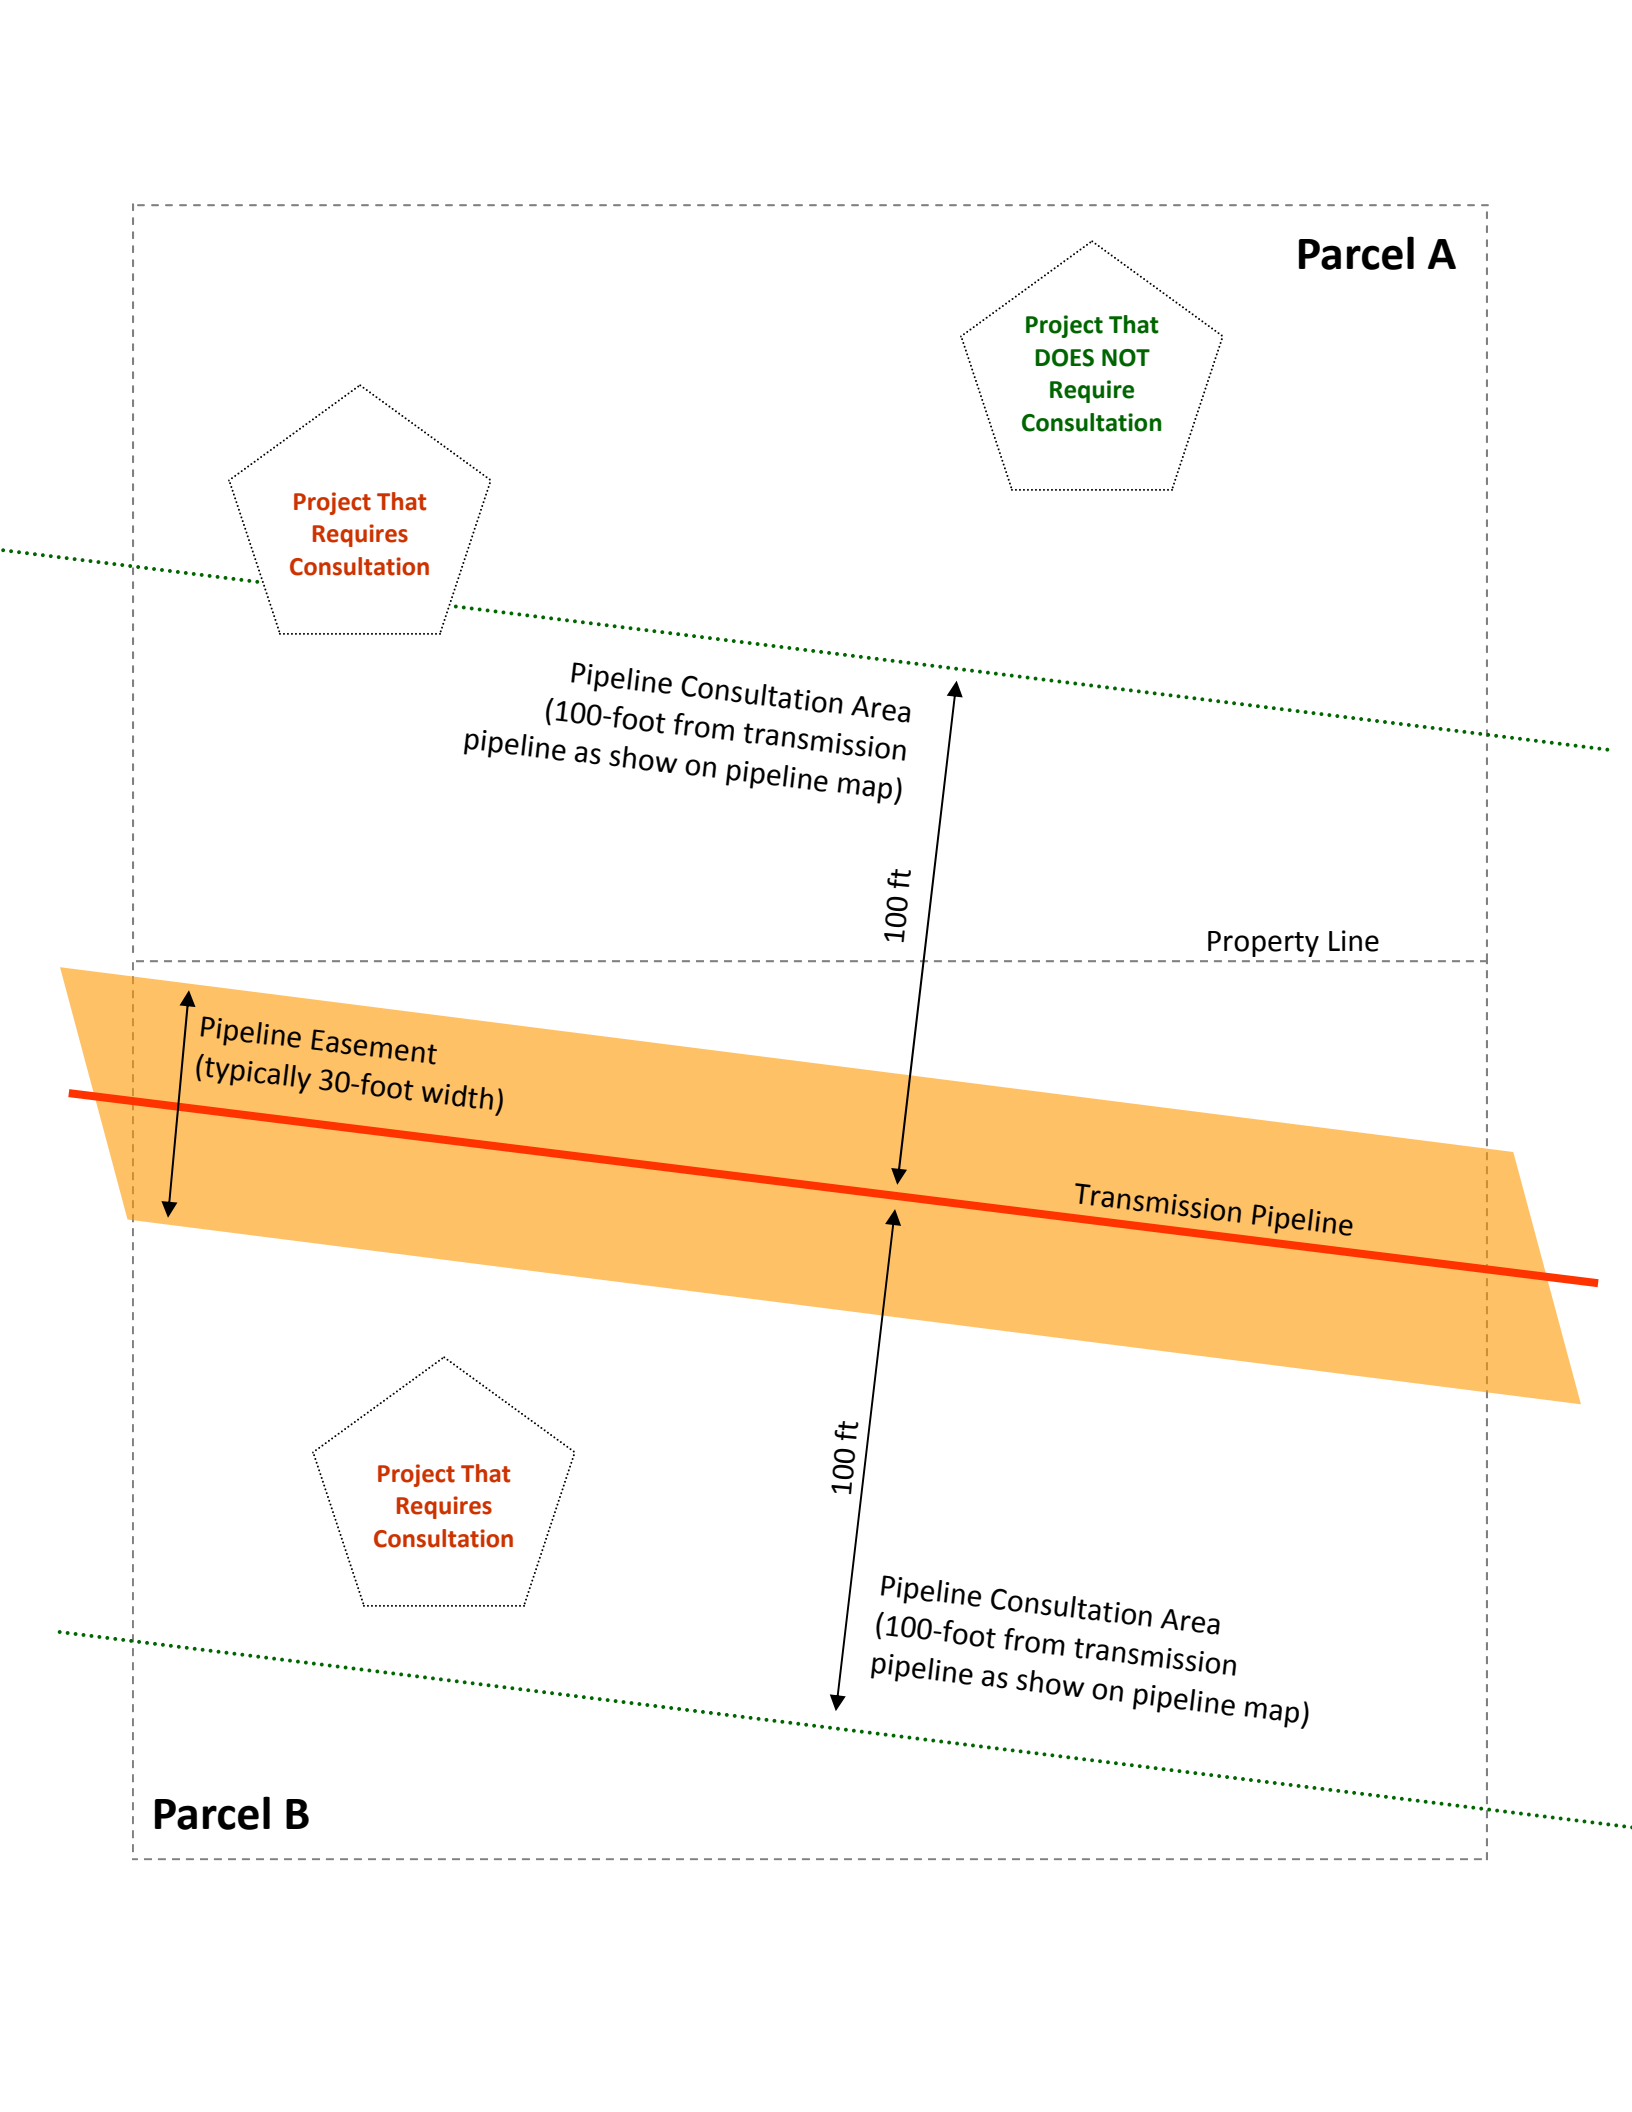 Parcel A
Project That
DOES NOT
Require
Consultation
Project That
Requires
Consultation
Pipeline Consultation Area
(100-foot from transmission
pipeline as show on pipeline map)
100 ft
Property Line
Pipeline Easement
(typically 30-foot width)
Transmission Pipeline
100 ft
Project That
Requires
Consultation
Pipeline Consultation Area
(100-foot from transmission
pipeline as show on pipeline map)
Parcel B